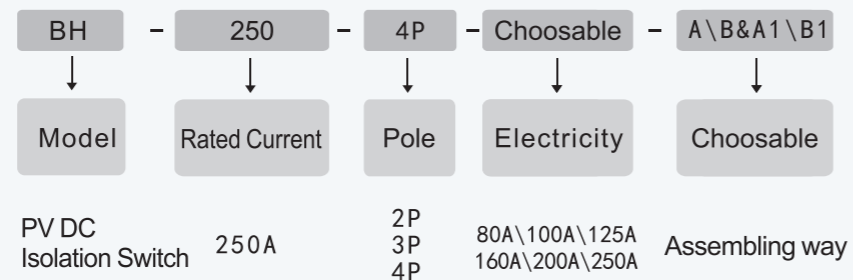 BH - 250 - 4P - Choosable - A\B&A1\B1
Model Rated Current Pole Electricity Choosable
PV DC
Isolation Switch
250A
2P
3P
4P
80A\100A\125A
160A\200A\250A
Assembling way